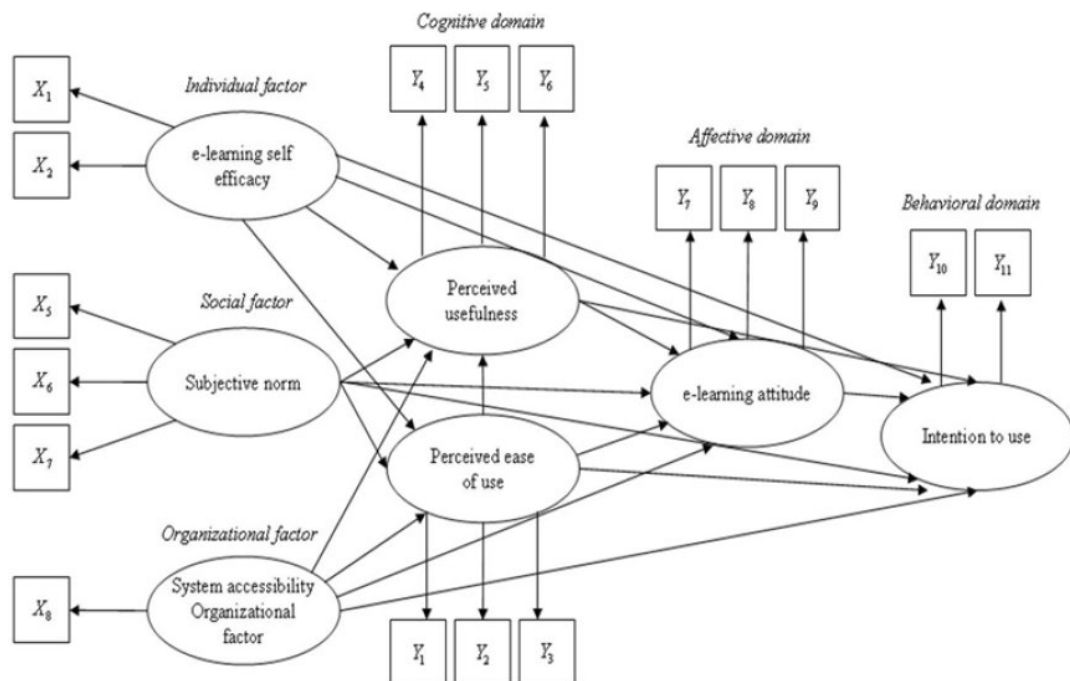 Cognitive domain
X1
Individual factor
Y4
Y5
Y6
Affective domain
X2
e-learning self
efficacy
Y7
Y8
Y9
Behavioral domain
Y10
Y11
X5
Social factor
Perceived
usefulness
X6
Subjective norm
e-learning attitude
X7
Intention to use
Perceived ease
of use
Organizational factor
X8
System accessibility
Organizational
factor
Y1
Y2
Y3